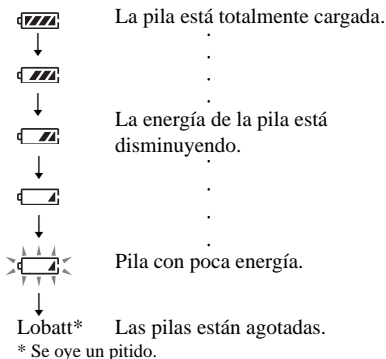 La pila está totalmente cargada.
La energía de la pila está
disminuyendo.
Pila con poca energía.
Lobatt* Las pilas están agotadas.
* Se oye un pitido.